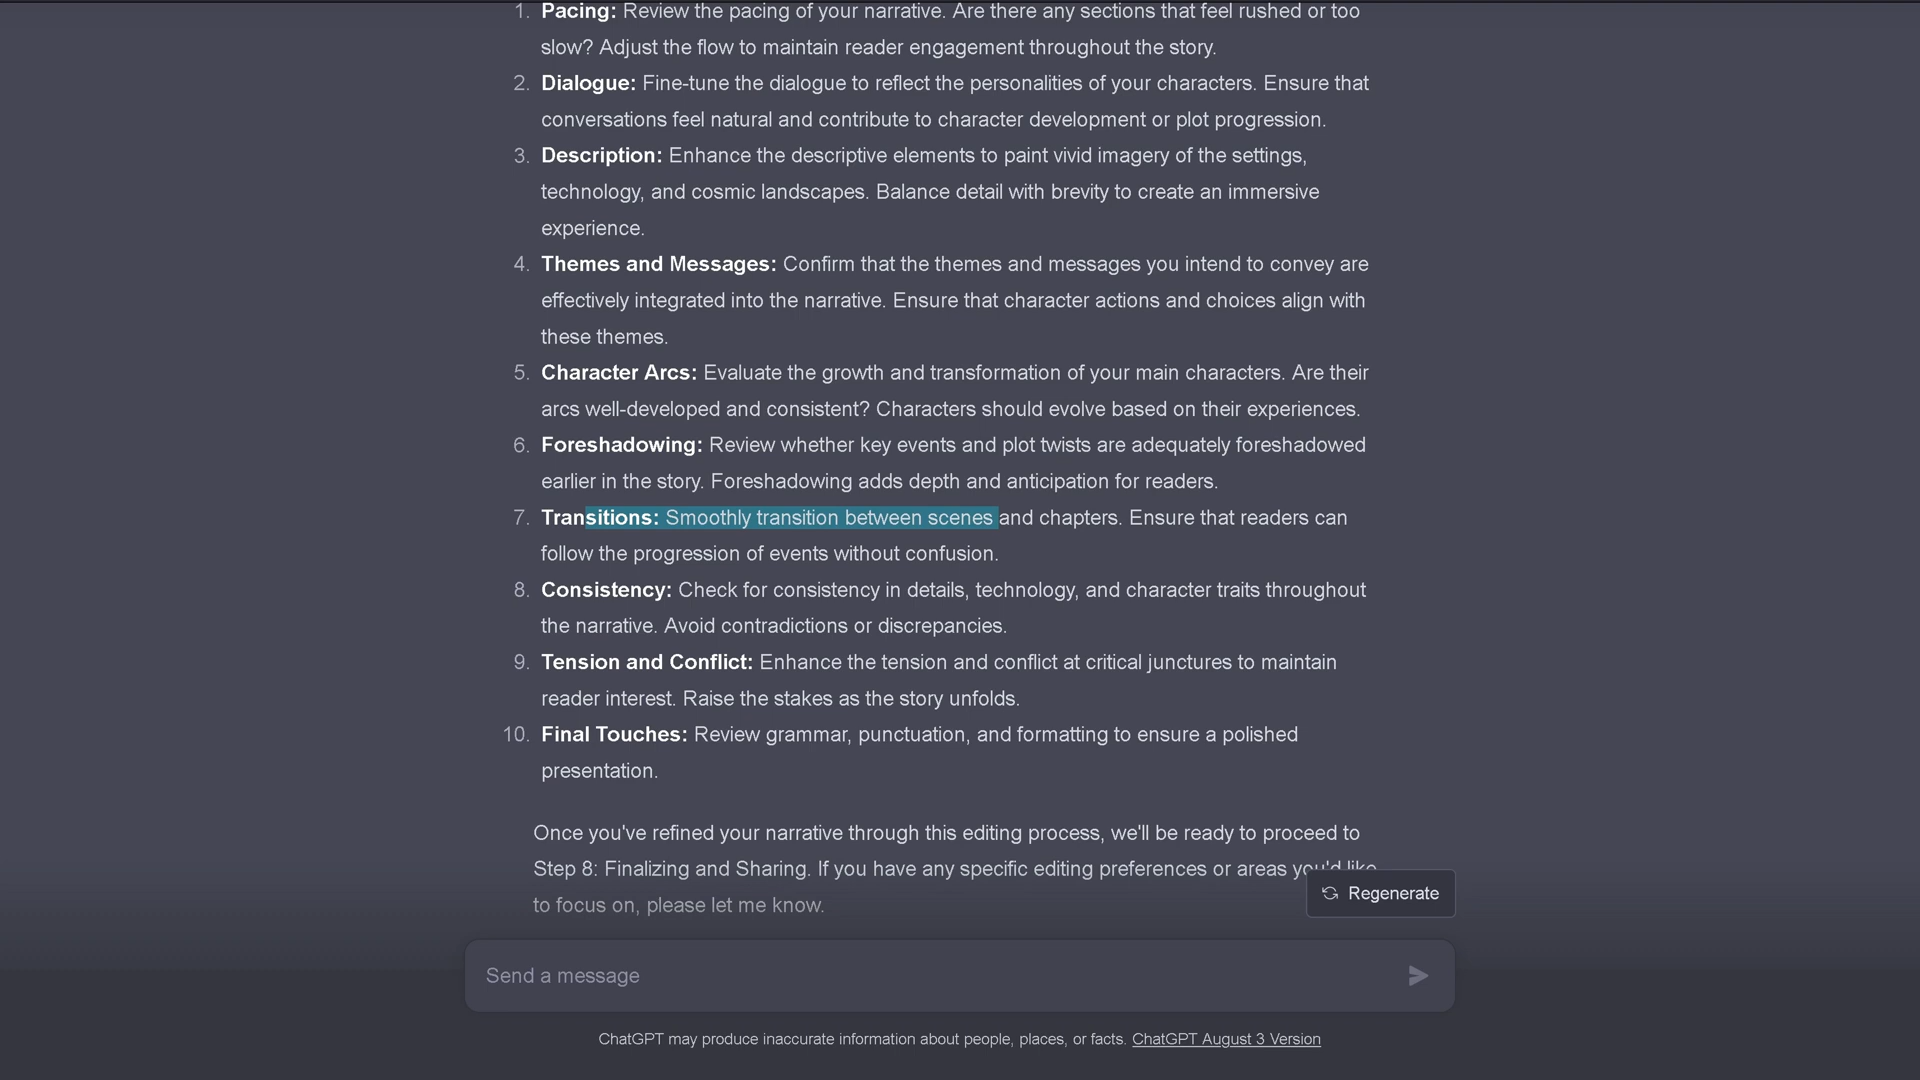 1. Pacing: Review the pacing of your narrative. Are there any sections that feel rushed or too
slow? Adjust the flow to maintain reader engagement throughout the story.
2. Dialogue: Fine-tune the dialogue to reflect the personalities of your characters. Ensure that
conversations feel natural and contribute to character development or plot progression.
3. Description: Enhance the descriptive elements to paint vivid imagery of the settings,
technology, and cosmic landscapes. Balance detail with brevity to create an immersive
experience.
4. Themes and Messages: Confirm that the themes and messages you intend to convey are
effectively integrated into the narrative. Ensure that character actions and choices align with
these themes.
5. Character Arcs: Evaluate the growth and transformation of your main characters. Are their
arcs well-developed and consistent? Characters should evolve based on their experiences.
6. Foreshadowing: Review whether key events and plot twists are adequately foreshadowed
earlier in the story. Foreshadowing adds depth and anticipation for readers.
7. Transitions: Smoothly transition between scenes and chapters. Ensure that readers can
follow the progression of events without confusion.
8. Consistency: Check for consistency in details, technology, and character traits throughout
the narrative. Avoid contradictions or discrepancies.
9. Tension and Conflict: Enhance the tension and conflict at critical junctures to maintain
reader interest. Raise the stakes as the story unfolds.
10. Final Touches: Review grammar, punctuation, and formatting to ensure a polished
presentation.
Once you've refined your narrative through this editing process, we'll be ready to proceed to
Step 8: Finalizing and Sharing. If you have any specific editing preferences or areas you'd like
to focus on, please let me know.
Regenerate
Send a message
ChatGPT may produce inaccurate information about people, places, or facts. ChatGPT August 3 Version